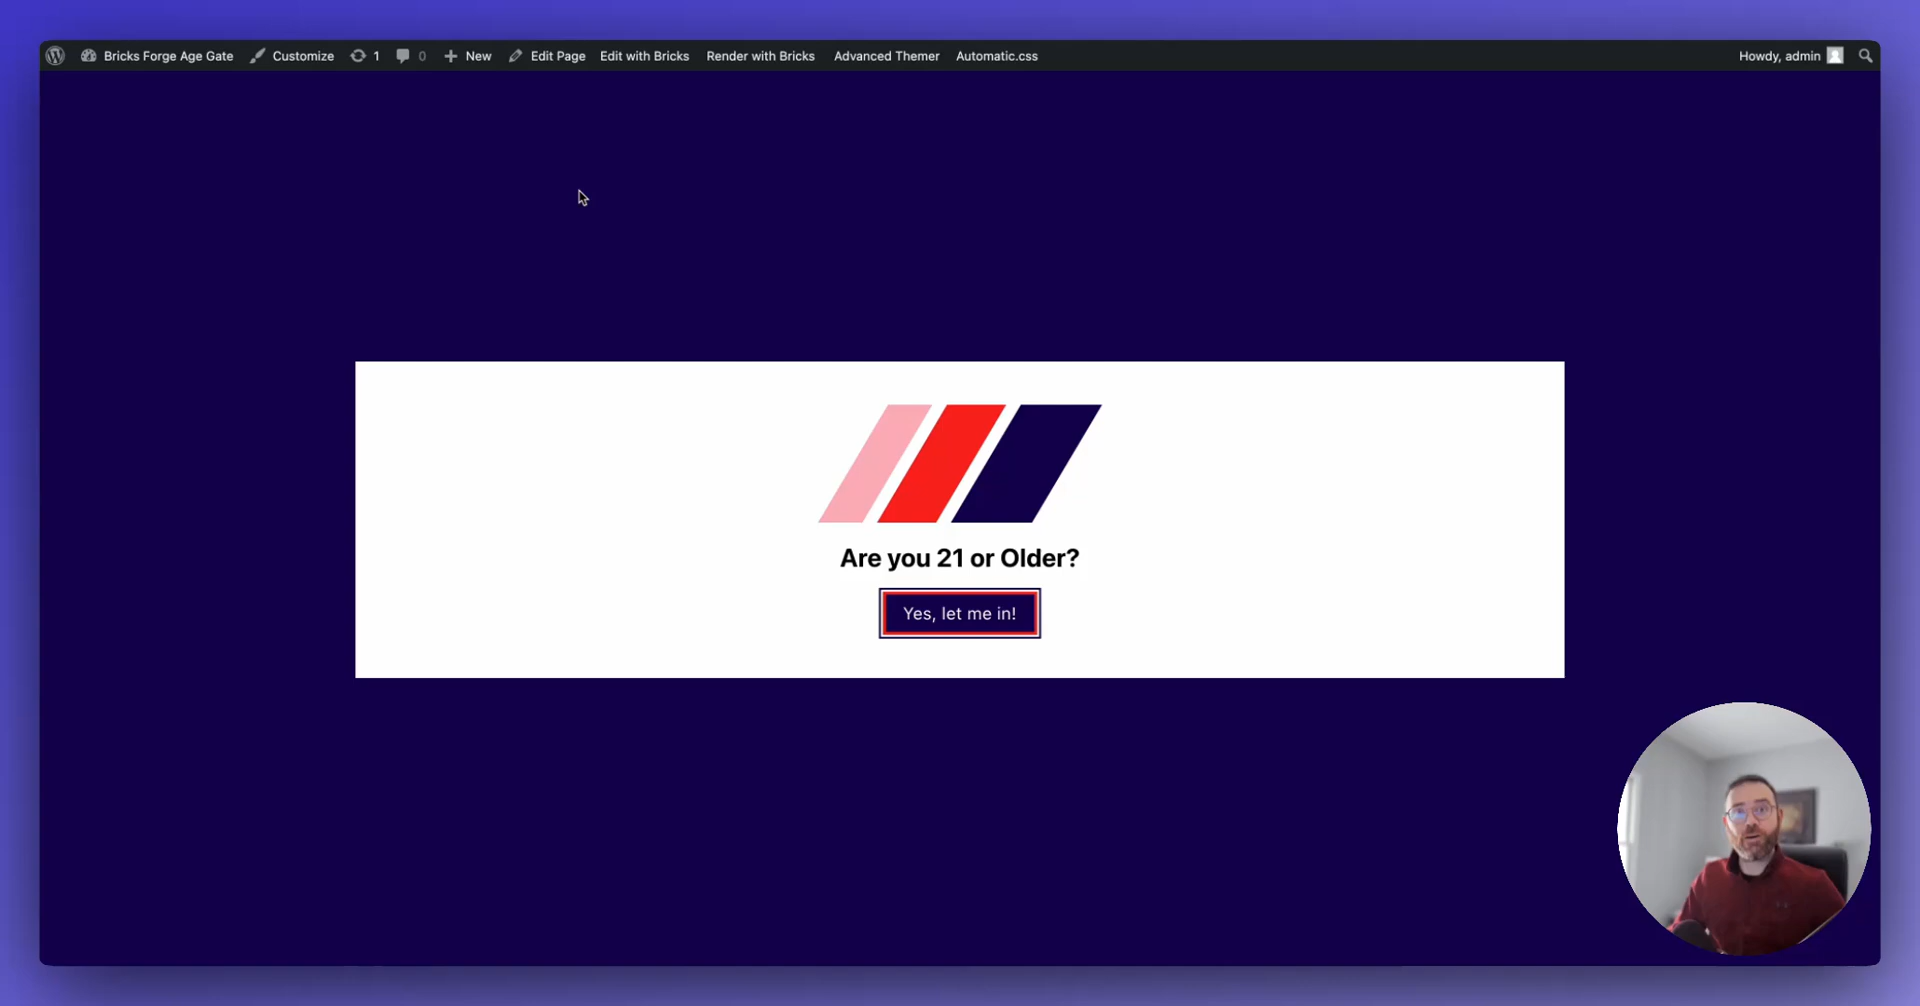 Bricks Forge Age Gate Customize 1 0 New Edit Page Edit with Bricks Render with Bricks Advanced Themer Automatic.css Howdy, admin
Are you 21 or Older?
Yes, let me in!